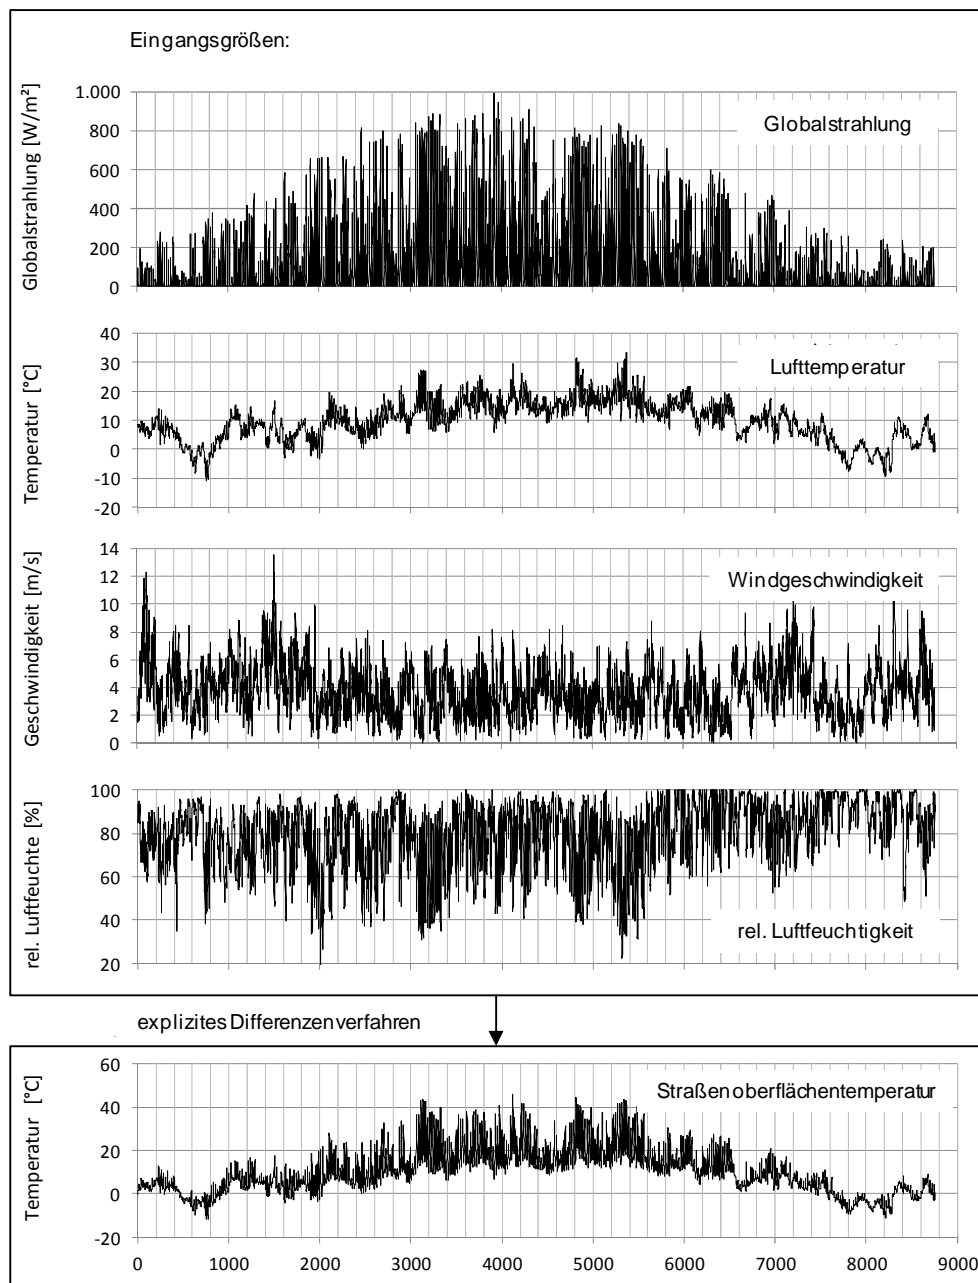 Eingangsgrößen:
Globalstrahlung [W/m²]
1.000
800
600
400
200
0
Globalstrahlung
Temperatur [°C]
40
30
20
10
0
-10
-20
Lufttemperatur
Geschwindigkeit [m/s]
14
12
10
8
6
4
2
0
Windgeschwindigkeit
rel. Luftfeuchte [%]
100
80
60
40
20
rel. Luftfeuchtigkeit
explizites Differenzenverfahren
Temperatur [°C]
60
40
20
0
-20
Straßenoberflächentemperatur
0 1000 2000 3000 4000 5000 6000 7000 8000 9000